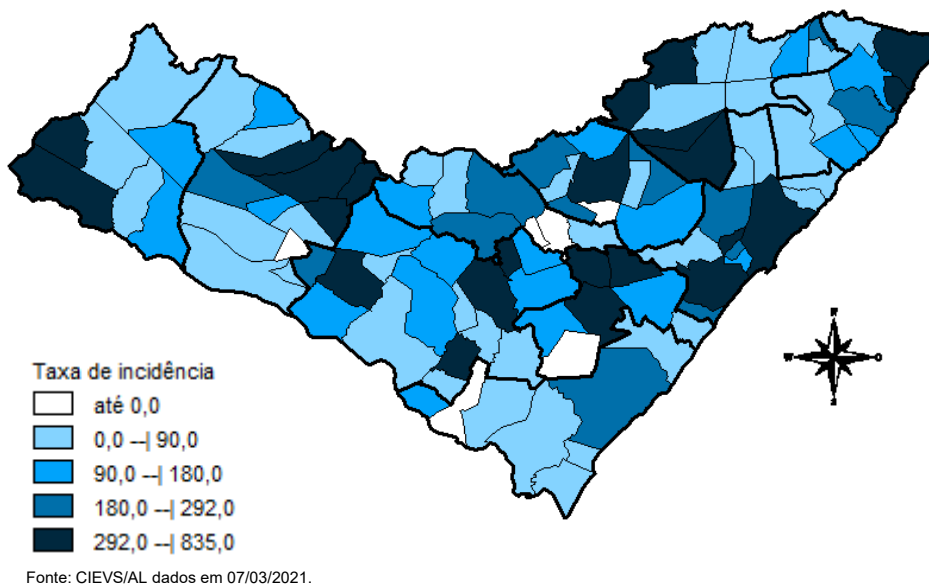 N
W
O
S
Taxa de incidência
até 0,0
0,0 --| 90,0
90,0 --| 180,0
180,0 --| 292,0
292,0 --| 835,0
Fonte: CIEVS/AL dados em 07/03/2021.